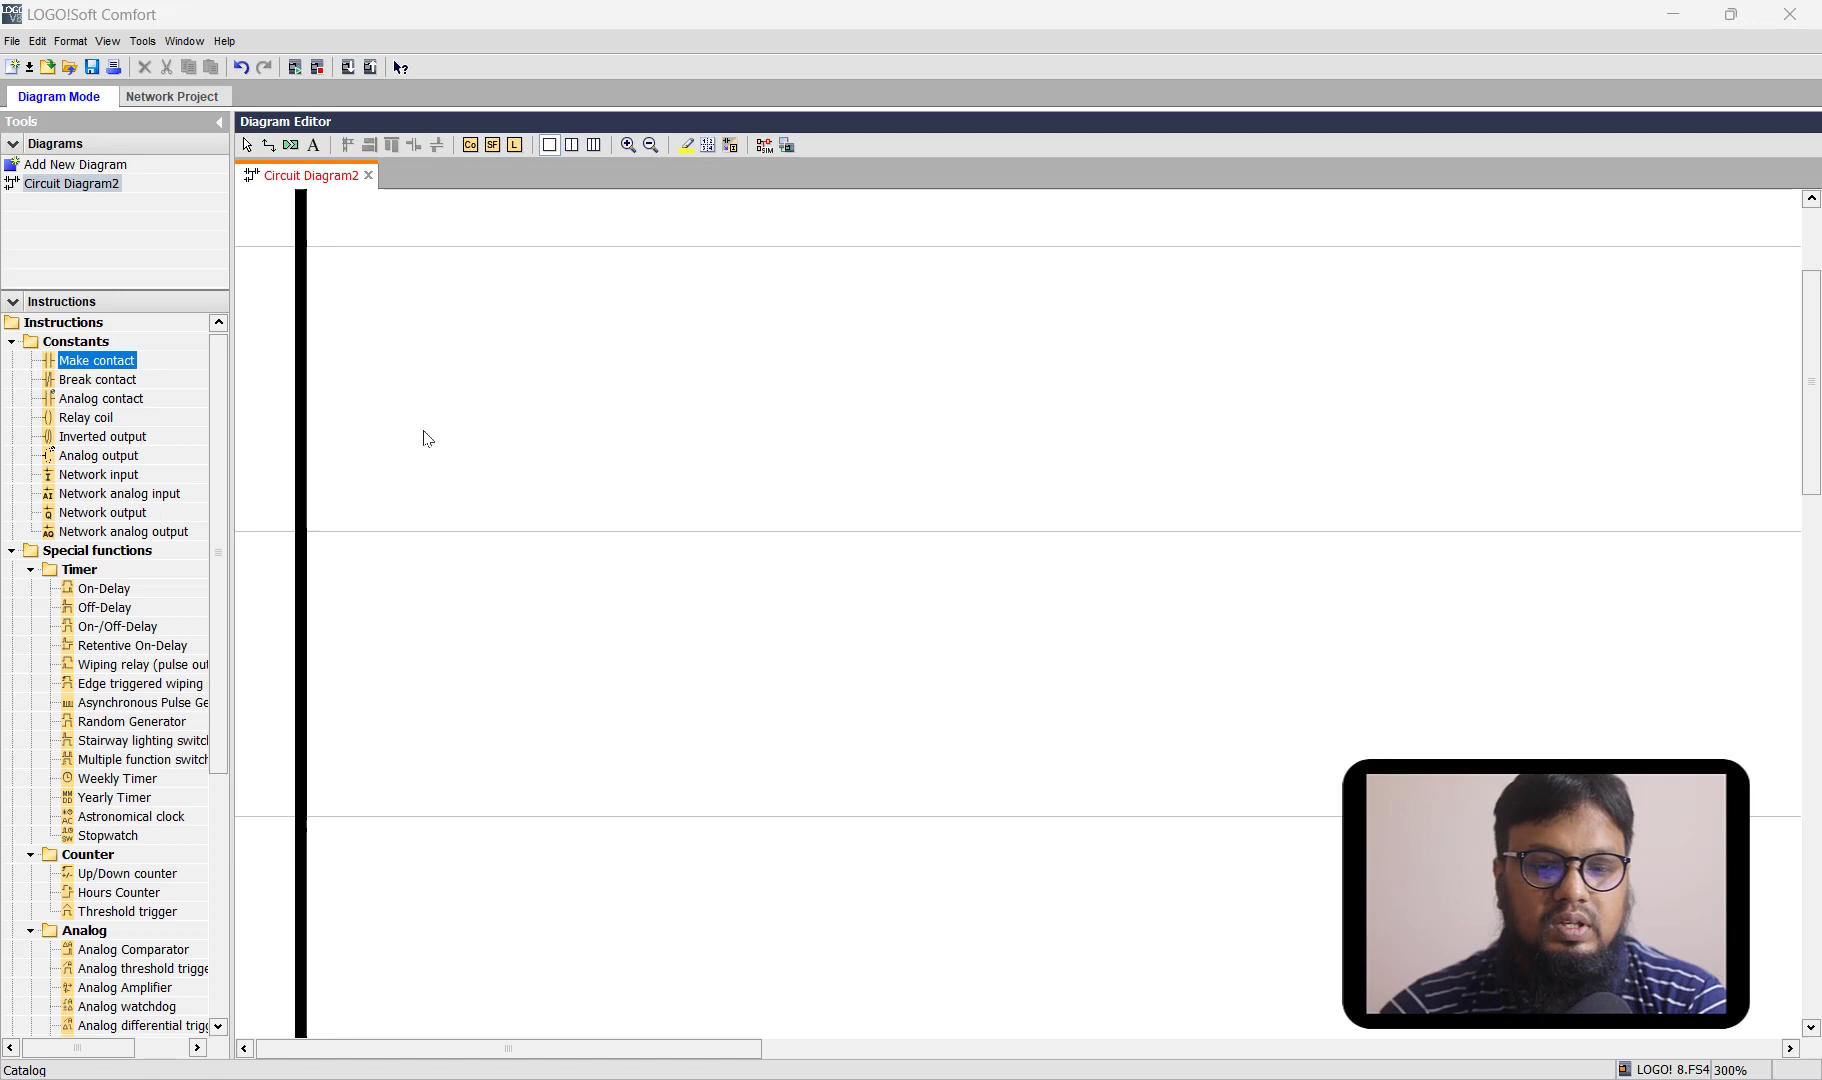 LOGO!Soft Comfort
File Edit Format View Tools Window Help
Diagram Mode Network Project
Tools
Diagrams
Add New Diagram
Circuit Diagram2
Instructions
Instructions
Constants
Make contact
Break contact
Analog contact
Relay coil
Inverted output
Analog output
Network input
Network analog input
Network output
Network analog output
Special functions
Timer
On-Delay
Off-Delay
On-/Off-Delay
Retentive On-Delay
Wiping relay (pulse out
Edge triggered wiping
Asynchronous Pulse Ge
Random Generator
Stairway lighting switch
Multiple function switch
Weekly Timer
Yearly Timer
Astronomical clock
Stopwatch
Counter
Up/Down counter
Hours Counter
Threshold trigger
Analog
Analog Comparator
Analog threshold trigge
Analog Amplifier
Analog watchdog
Analog differential trigg
Diagram Editor
A Co SF L SIM
Circuit Diagram2
Catalog
LOGO! 8.FS4 300%